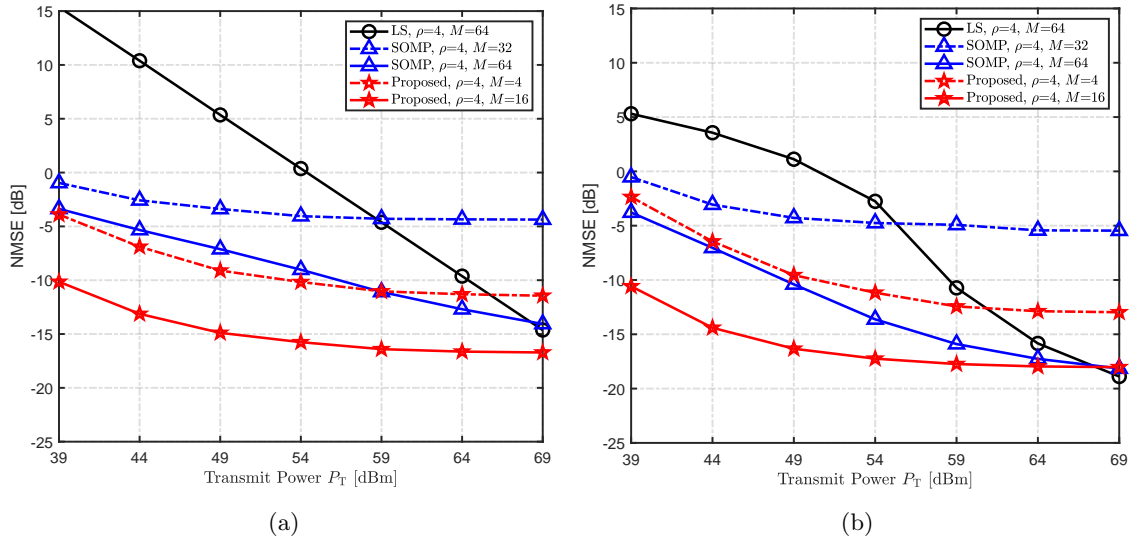 15
10
5
0
-5
-10
-15
-20
-25
NMSE [dB]
39 44 49 54 59 64 69
Transmit Power P_T [dBm]
LS, ρ=4, M=64
SOMP, ρ=4, M=32
SOMP, ρ=4, M=64
Proposed, ρ=4, M=4
Proposed, ρ=4, M=16
(a)
15
10
5
0
-5
-10
-15
-20
-25
NMSE [dB]
39 44 49 54 59 64 69
Transmit Power P_T [dBm]
LS, ρ=4, M=64
SOMP, ρ=4, M=32
SOMP, ρ=4, M=64
Proposed, ρ=4, M=4
Proposed, ρ=4, M=16
(b)